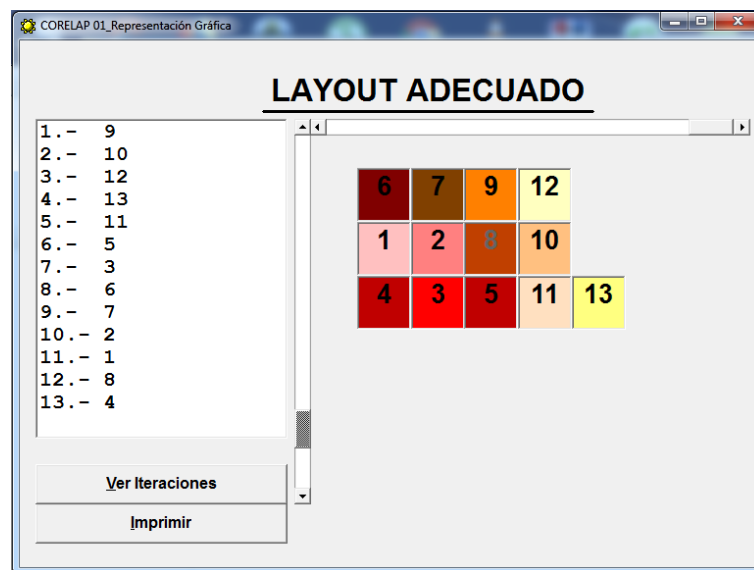 CORELAP 01_Representación Gráfica
LAYOUT ADECUADO
1.- 9
2.- 10
3.- 12
4.- 13
5.- 11
6.- 5
7.- 3
8.- 6
9.- 7
10.- 2
11.- 1
12.- 8
13.- 4
6 7 9 12
1 2 8 10
4 3 5 11 13
Ver Iteraciones
Imprimir